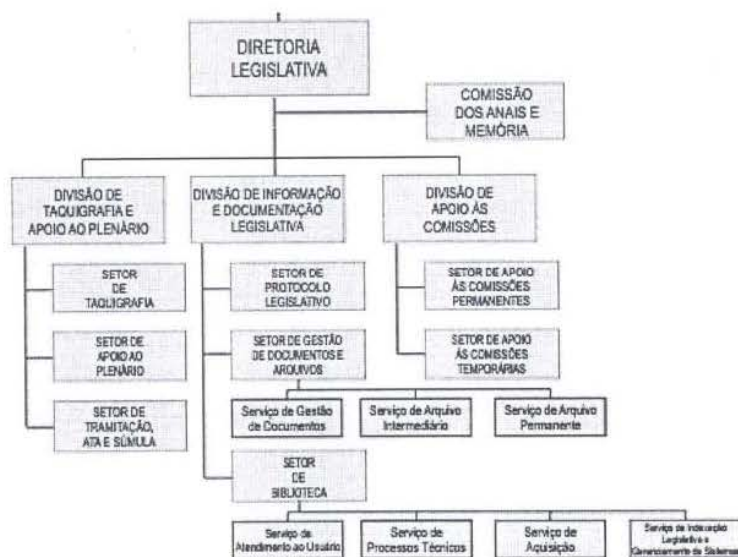 DIRETORIA
LEGISLATIVA
COMISSÃO
DOS ANAIS E
MEMÓRIA
DIVISÃO DE
TAQUIGRAFIA E
APOIO AO PLENÁRIO
DIVISÃO DE INFORMAÇÃO
E DOCUMENTAÇÃO
LEGISLATIVA
DIVISÃO DE
APOIO ÀS
COMISSÕES
SETOR
DE
TAQUIGRAFIA
SETOR DE
PROTOCOLO
LEGISLATIVO
SETOR DE APOIO
ÀS COMISSÕES
PERMANENTES
SETOR DE
APOIO AO
PLENÁRIO
SETOR DE GESTÃO
DE DOCUMENTOS E
ARQUIVOS
SETOR DE APOIO
ÀS COMISSÕES
TEMPORÁRIAS
SETOR DE
TRAMITAÇÃO,
ATA E SÚMULA
Serviço de Gestão
de Documentos
Serviço de Arquivo
Intermediário
Serviço de Arquivo
Permanente
SETOR
DE
BIBLIOTECA
Serviço de
Atendimento ao Usuário
Serviço de
Processos Técnicos
Serviço de
Aquisição
Serviço de Indexação
Legislativa e
Gerenciamento de Sistemas